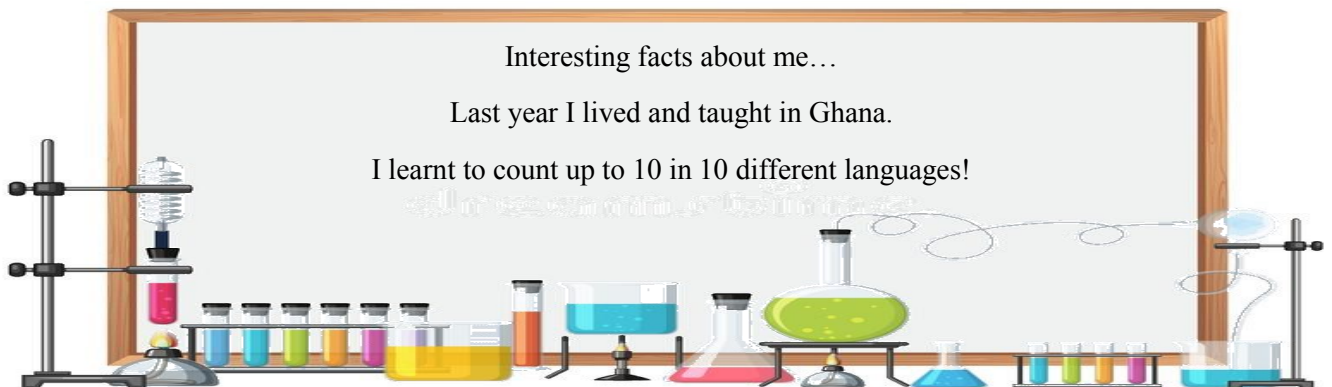 Interesting facts about me…
Last year I lived and taught in Ghana.
I learnt to count up to 10 in 10 different languages!